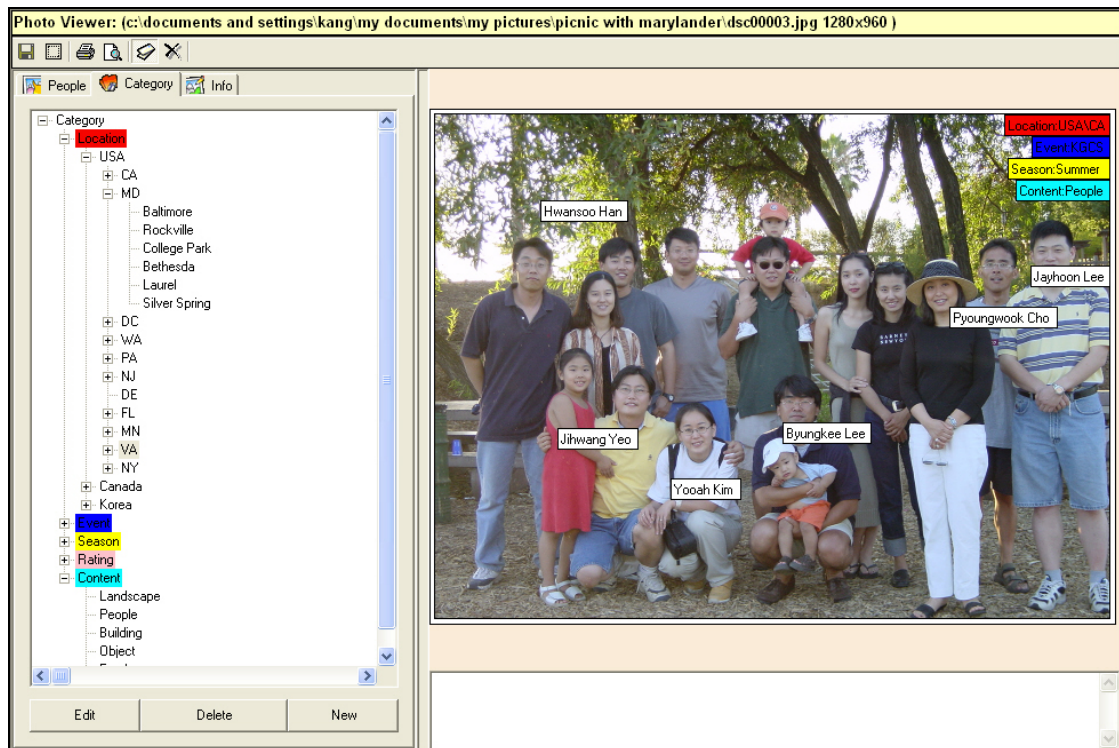 Photo Viewer: (c:\documents and settings\kang\my documents\my pictures\picnic with marylander\dsc00003.jpg 1280x960 )
People Category Info
Category
Location
USA
CA
MD
Baltimore
Rockville
College Park
Bethesda
Laurel
Silver Spring
DC
WA
PA
NJ
DE
FL
MN
VA
NY
Canada
Korea
Event
Season
Rating
Content
Landscape
People
Building
Object
Edit Delete New
Location:USA\CA
Event:KGCS
Season:Summer
Content:People
Hwansoo Han
Jayhoon Lee
Pyoungwook Cho
Jihwang Yeo
Byungkee Lee
Yooah Kim